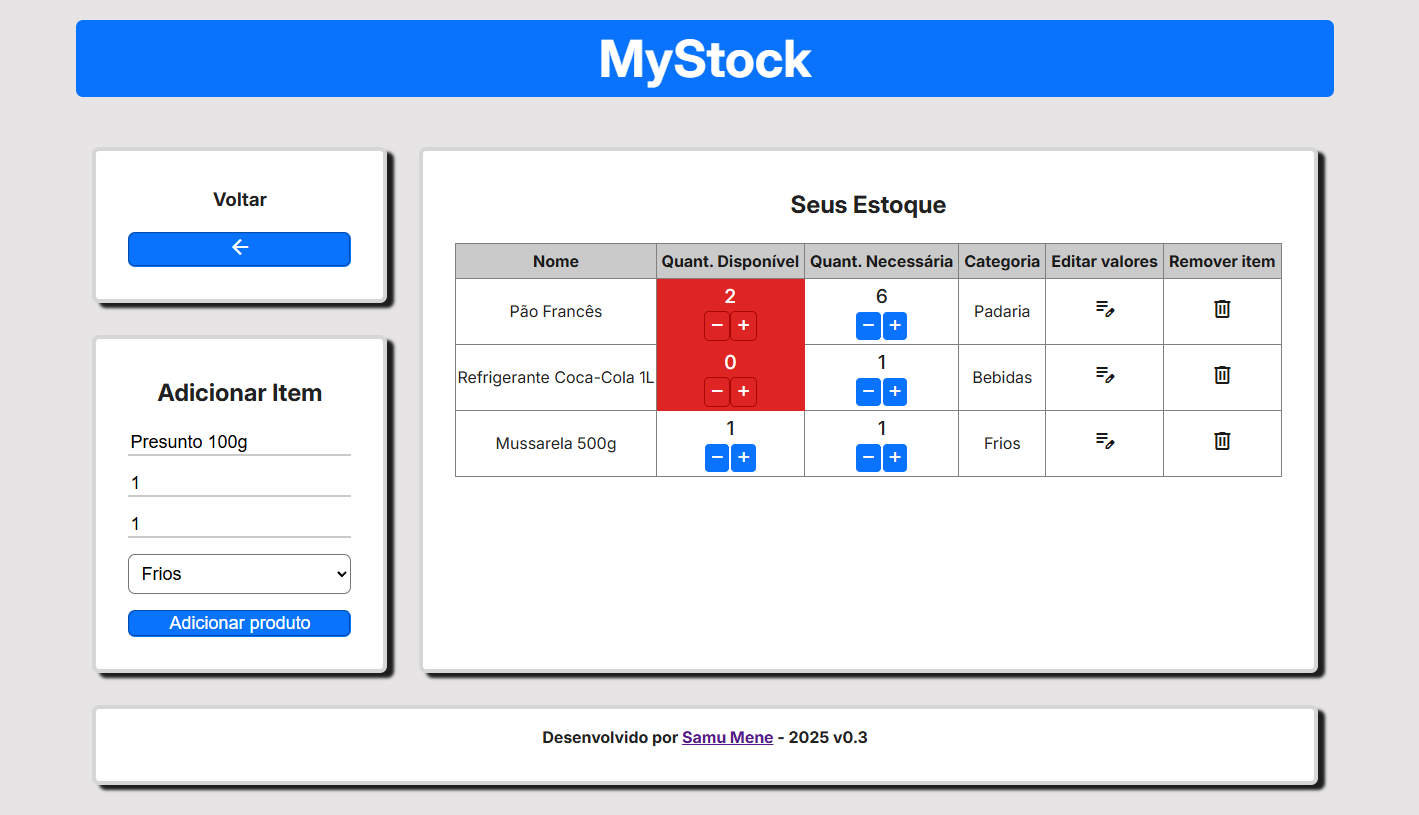 MyStock
Voltar
Adicionar Item
Presunto 100g
1
1
Frios
Adicionar produto
Seus Estoque
Nome Quant. Disponível Quant. Necessária Categoria Editar valores Remover item
Pão Francês 2 − + 6 − + Padaria
Refrigerante Coca-Cola 1L 0 − + 1 − + Bebidas
Mussarela 500g 1 − + 1 − + Frios
Desenvolvido por Samu Mene - 2025 v0.3